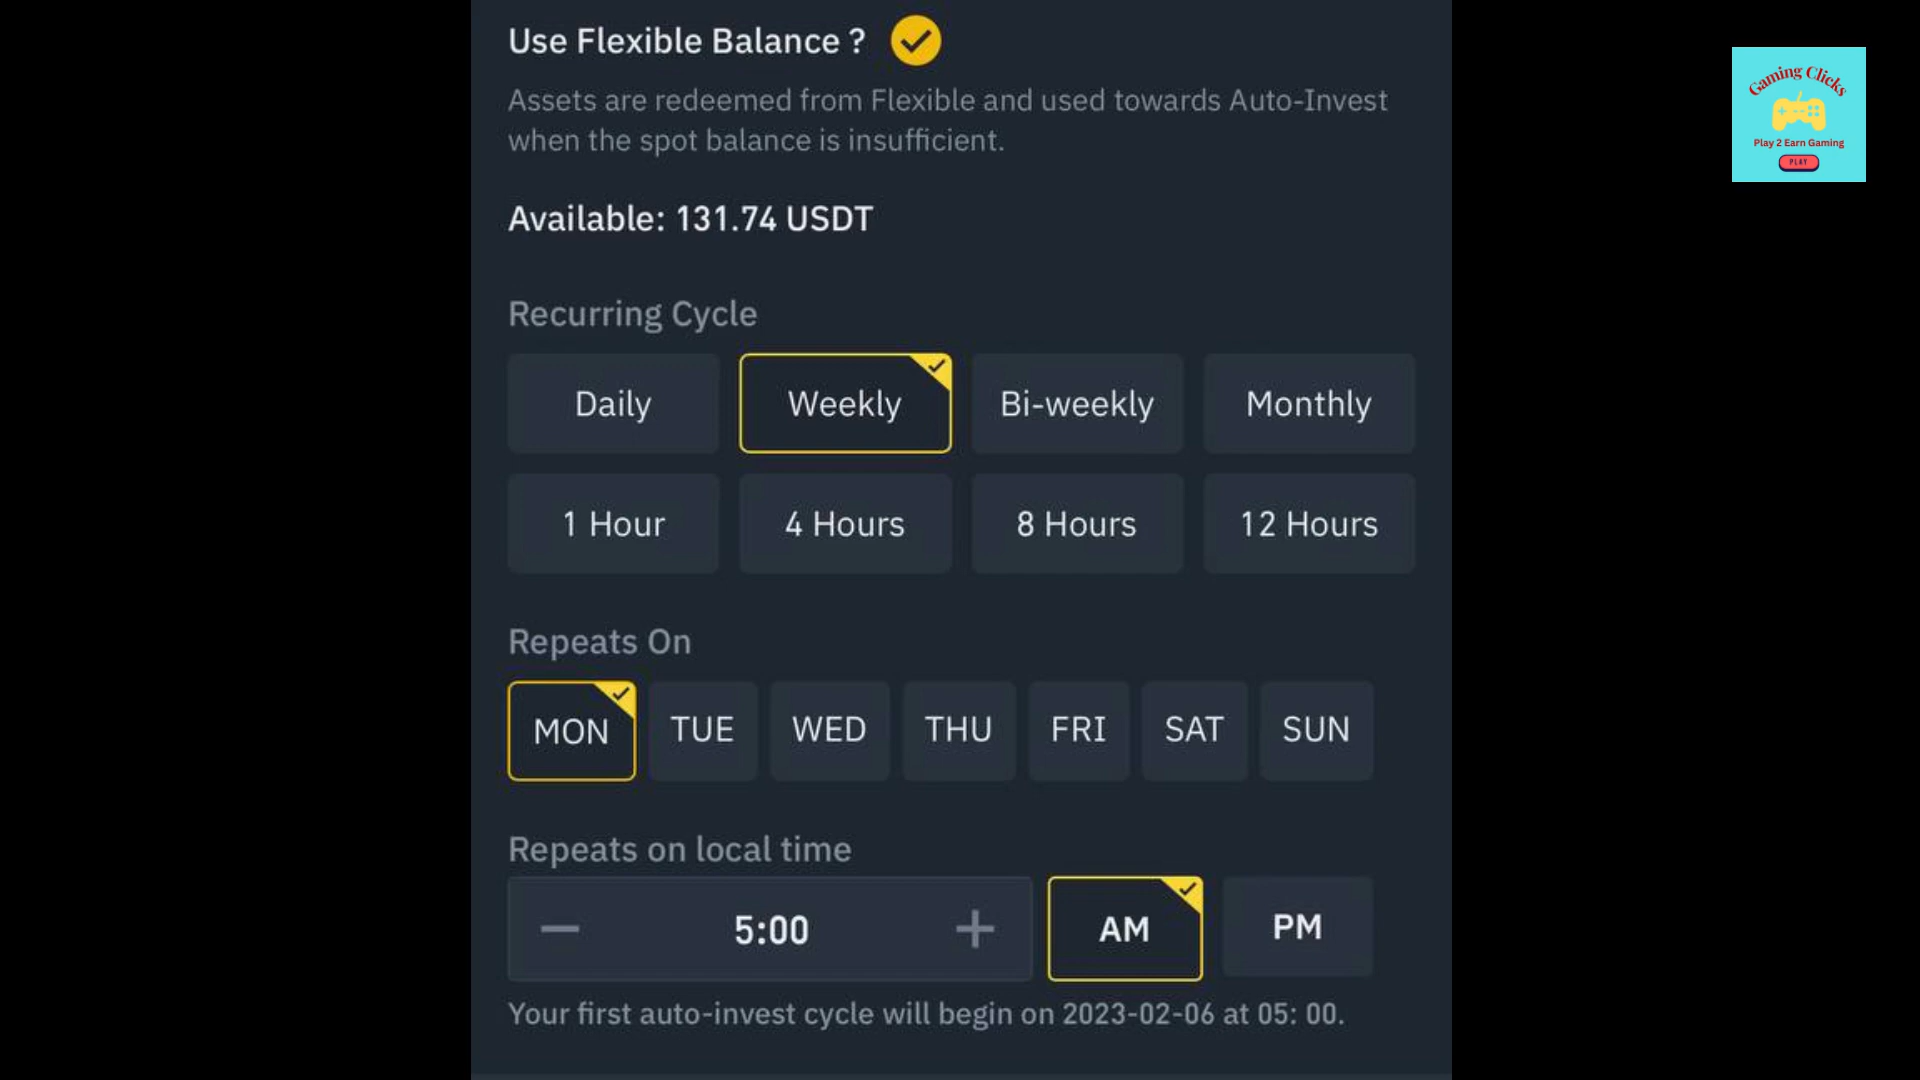 Use Flexible Balance ?
Assets are redeemed from Flexible and used towards Auto-Invest
when the spot balance is insufficient.
Available: 131.74 USDT
Recurring Cycle
Daily Weekly Bi-weekly Monthly
1 Hour 4 Hours 8 Hours 12 Hours
Repeats On
MON TUE WED THU FRI SAT SUN
Repeats on local time
5:00 AM PM
Your first auto-invest cycle will begin on 2023-02-06 at 05: 00.
Gaming Clicks
Play 2 Earn Gaming
PLAY